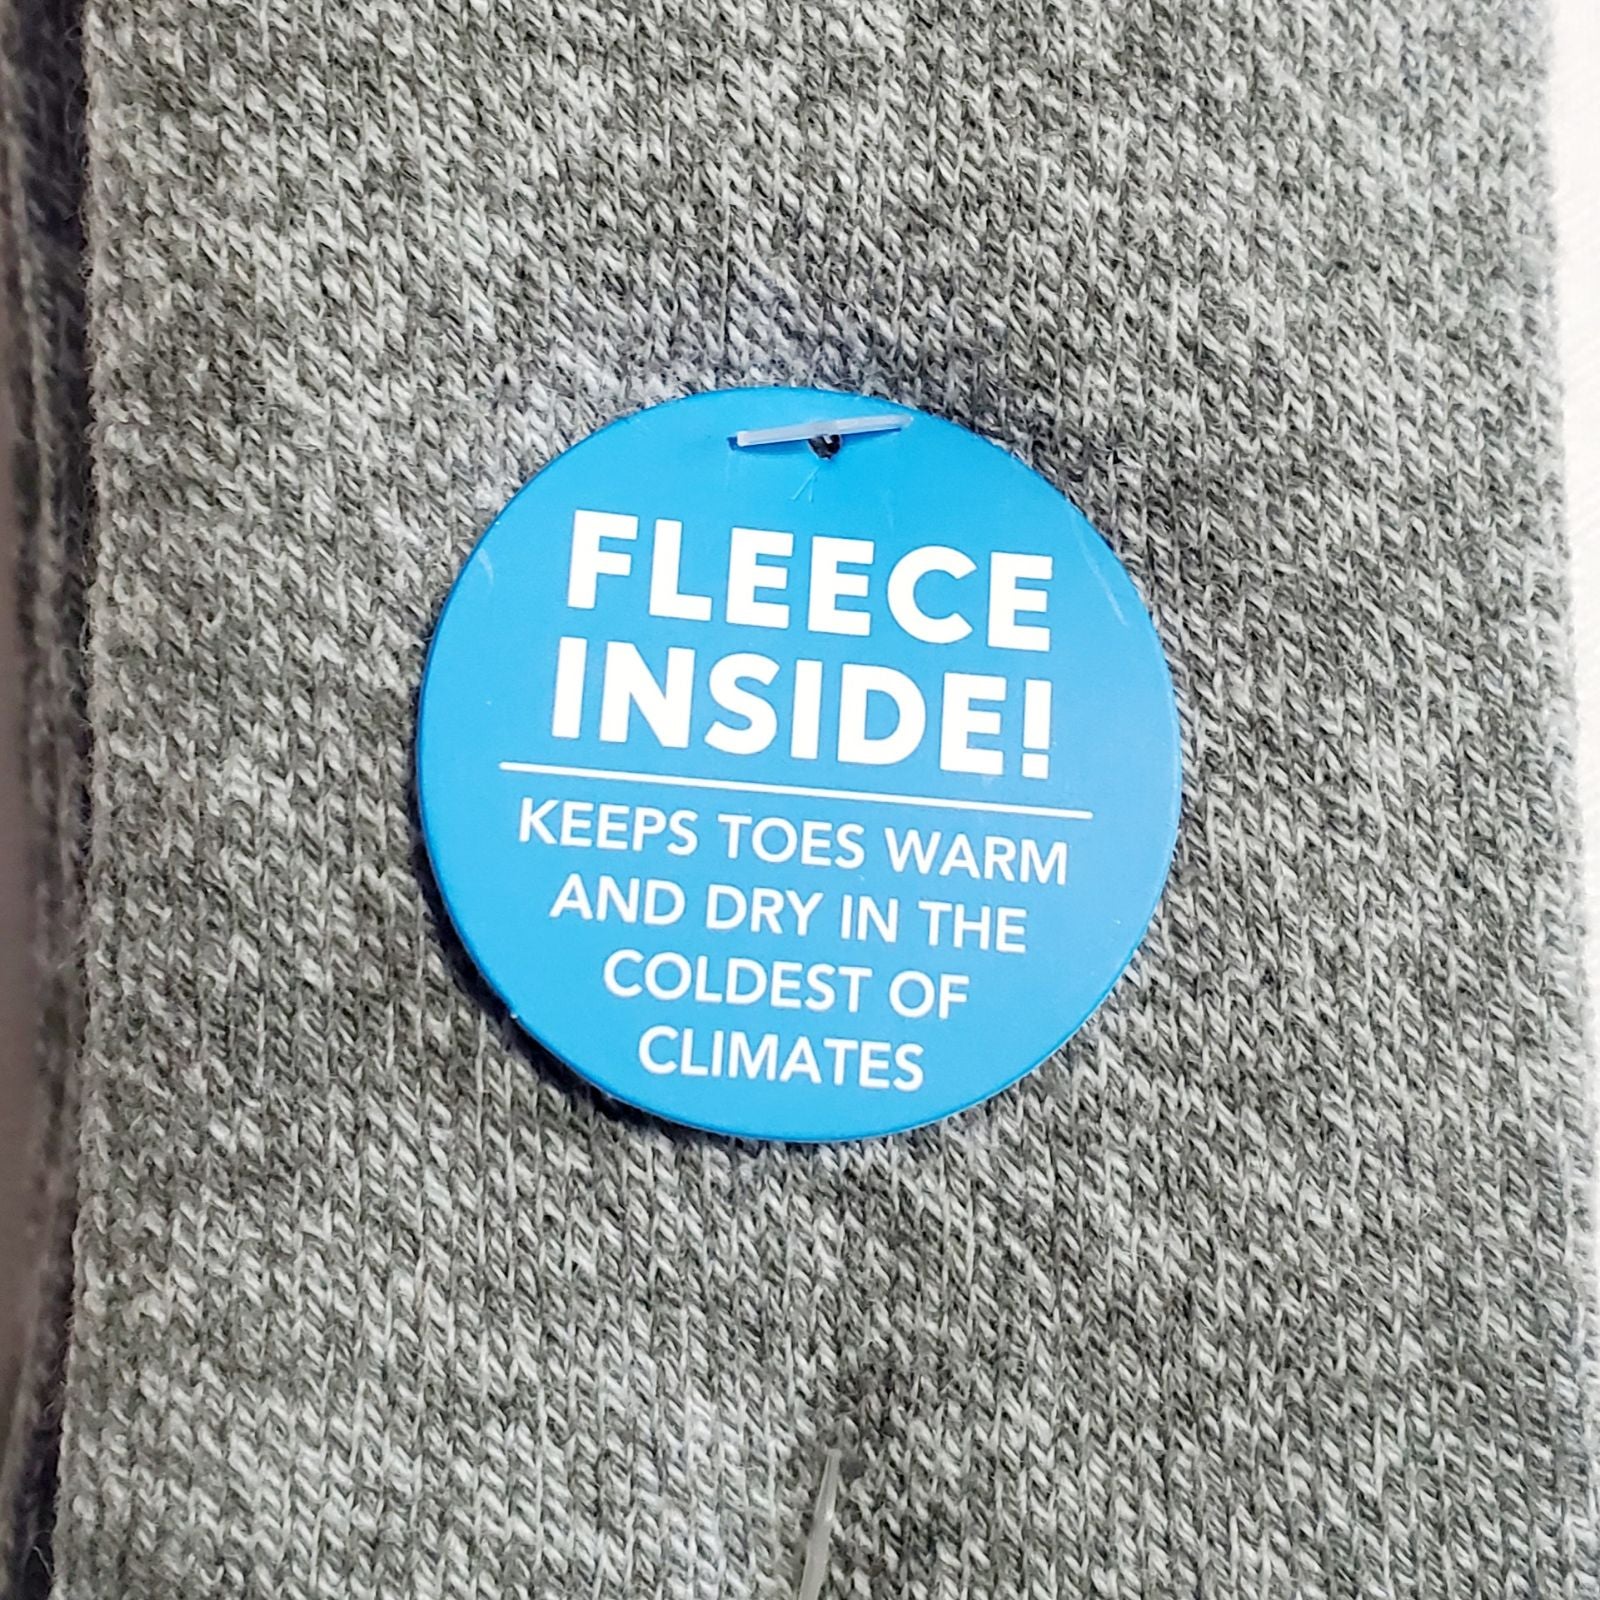 FLEECE
INSIDE!
KEEPS TOES WARM
AND DRY IN THE
COLDEST OF
CLIMATES